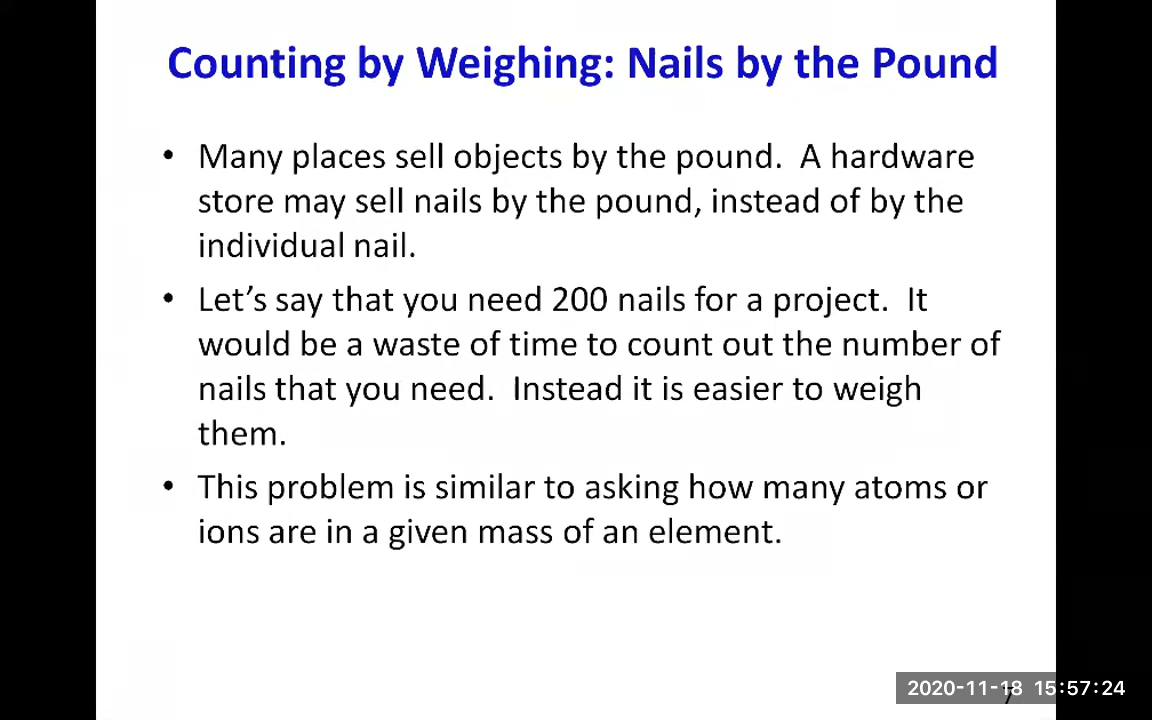 Counting by Weighing: Nails by the Pound
• Many places sell objects by the pound.  A hardware
store may sell nails by the pound, instead of by the
individual nail.
• Let’s say that you need 200 nails for a project.  It
would be a waste of time to count out the number of
nails that you need.  Instead it is easier to weigh
them.
• This problem is similar to asking how many atoms or
ions are in a given mass of an element.
2020-11-18 15:57:24